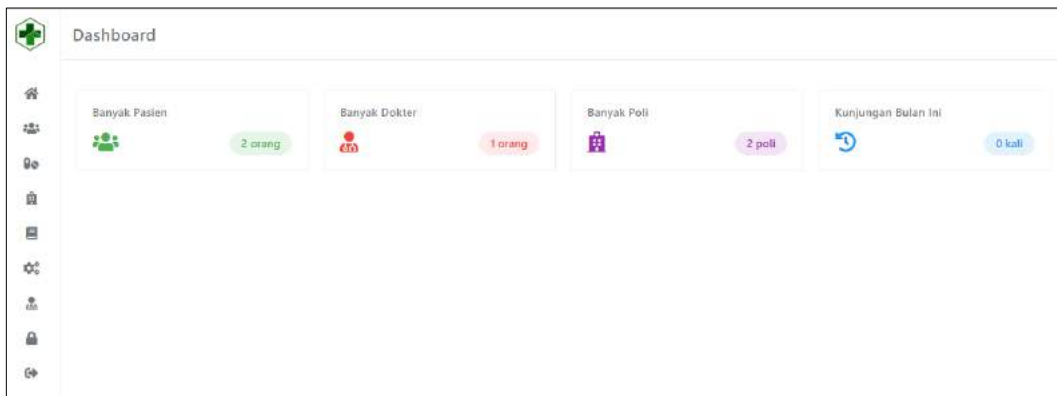 Dashboard
Banyak Pasien
2 orang
Banyak Dokter
1 orang
Banyak Poli
2 poli
Kunjungan Bulan Ini
0 kali